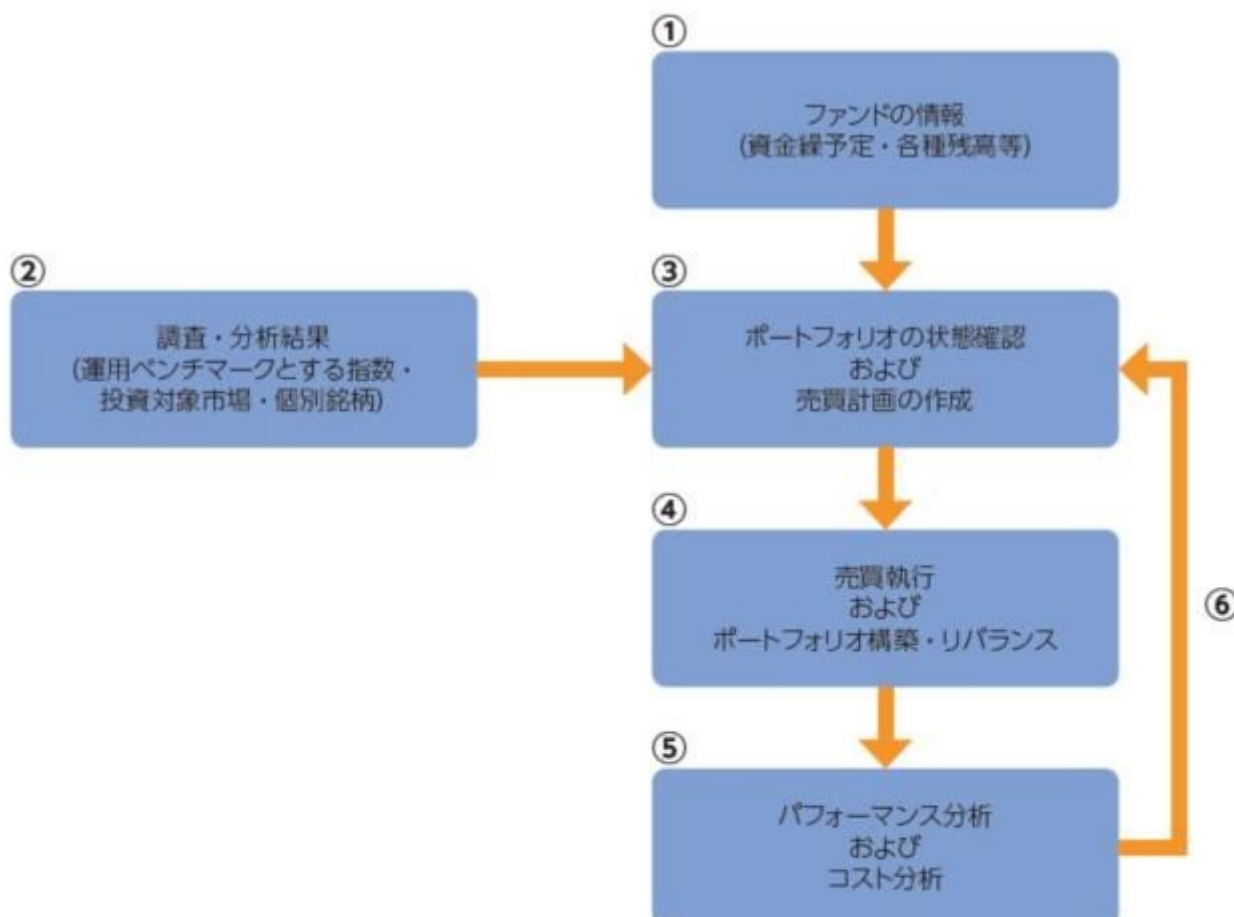 ①
ファンドの情報
(資金繰予定・各種残高等)
②
調査・分析結果
(運用ベンチマークとする指数・
投資対象市場・個別銘柄)
③
ポートフォリオの状態確認
および
売買計画の作成
④
売買執行
および
ポートフォリオ構築・リバランス
⑤
パフォーマンス分析
および
コスト分析
⑥